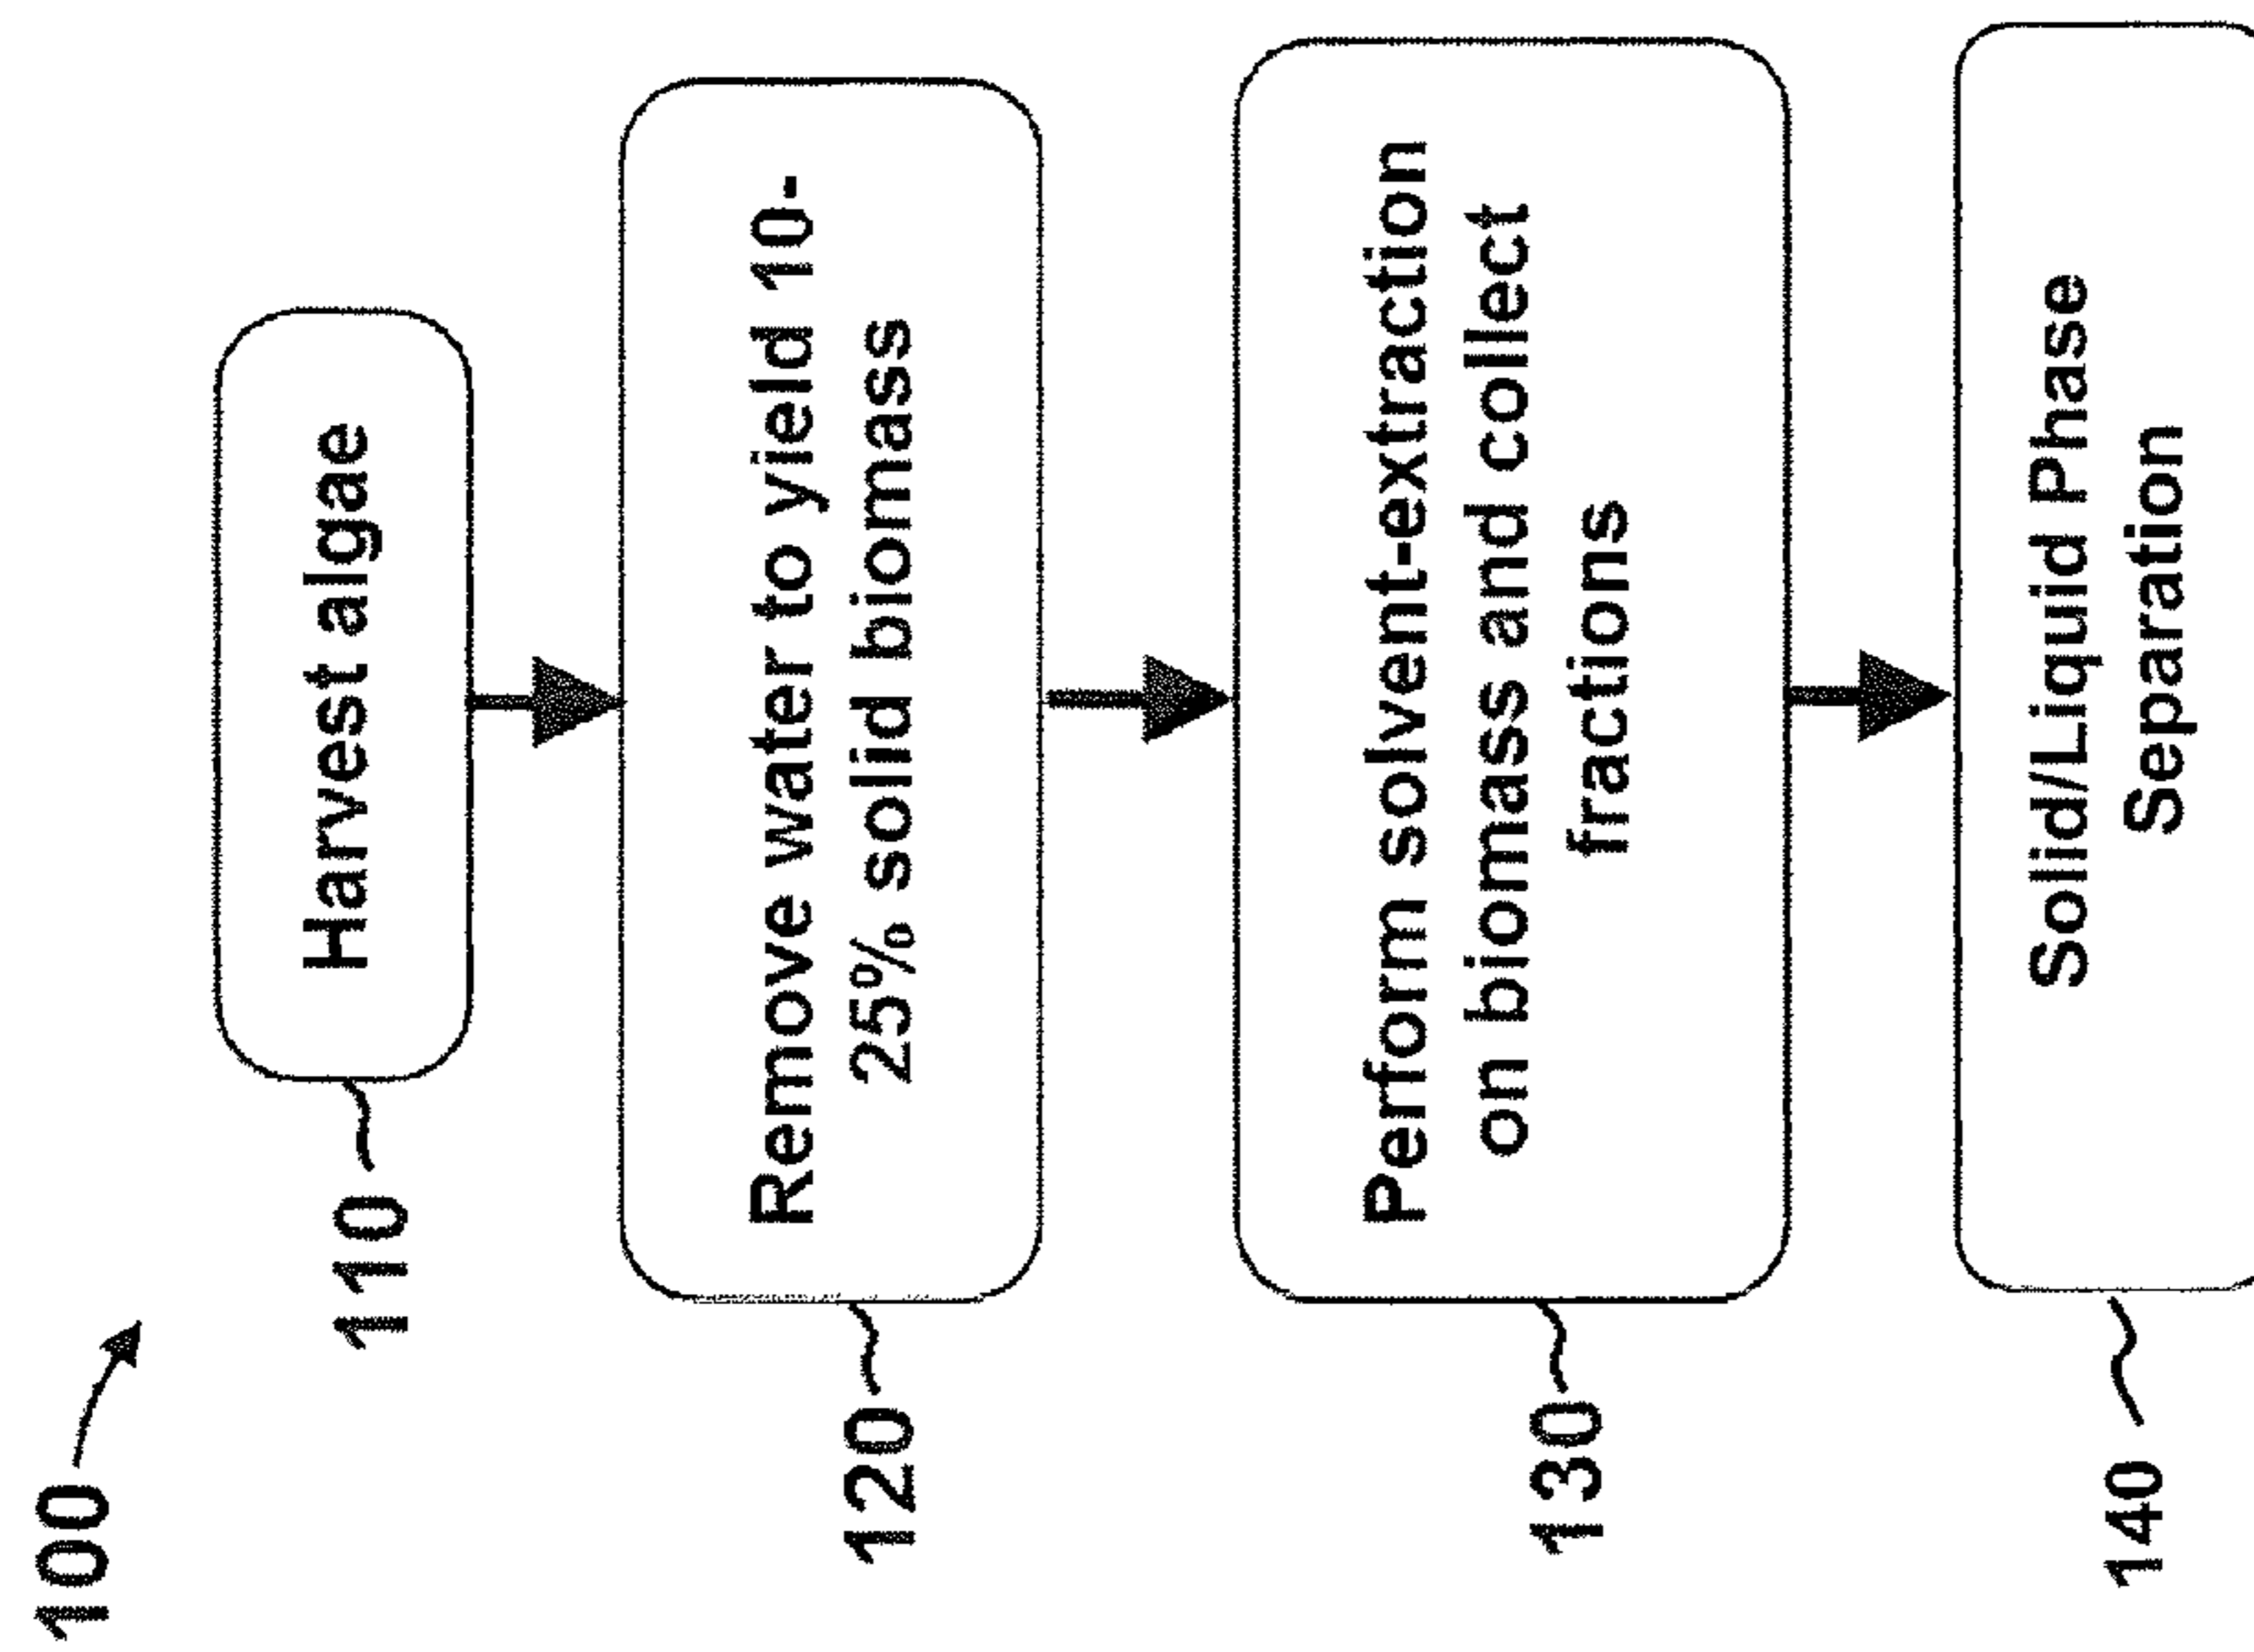 100
110
Harvest algae
120
Remove water to yield 10-
25% solid biomass
130
Perform solvent-extraction
on biomass and collect
fractions
140
Solid/Liquid Phase
Separation